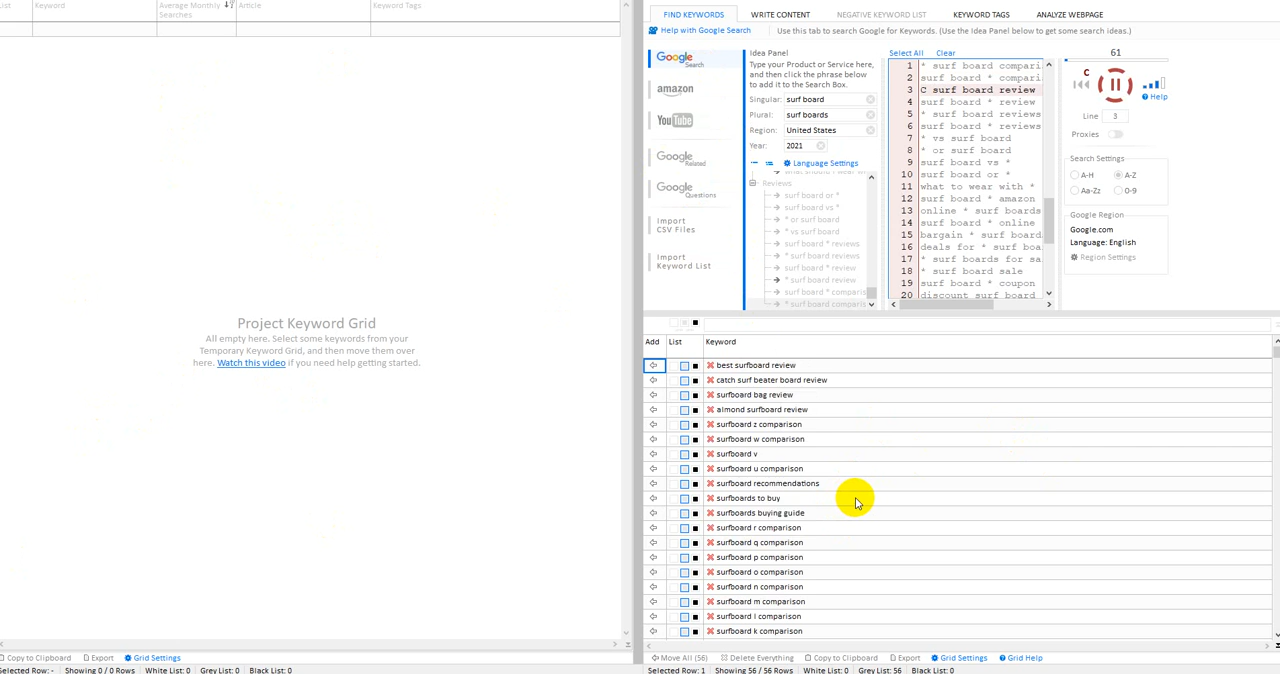 List
Keyword
Average Monthly
Searches
Article
Keyword Tags
Project Keyword Grid
All empty here. Select some keywords from your
Temporary Keyword Grid, and then move them over
here. Watch this video if you need help getting started.
Copy to Clipboard
Export
Grid Settings
Selected Row: -
Showing 0 / 0 Rows
White List: 0
Grey List: 0
Black List: 0
FIND KEYWORDS
WRITE CONTENT
NEGATIVE KEYWORD LIST
KEYWORD TAGS
ANALYZE WEBPAGE
Help with Google Search
Use this tab to search Google for Keywords. (Use the Idea Panel below to get some search ideas.)
Google
Search
amazon
YouTube
Google
Related
Google
Questions
Import
CSV Files
Import
Keyword List
Idea Panel
Type your Product or Service here,
and then click the phrase below
to add it to the Search Box.
Singular: surf board
Plural: surf boards
Region: United States
Year: 2021
Language Settings
Reviews
surf board or *
surf board vs *
* or surf board
* vs surf board
surf board * reviews
* surf board reviews
surf board * review
* surf board review
surf board * comparis
* surf board comparis
Select All
Clear
1 * surf board compari
2 surf board * compari
3 C surf board review
4 surf board * review
5 * surf board reviews
6 surf board * reviews
7 * vs surf board
8 * or surf board
9 surf board vs *
10 surf board or *
11 what to wear with *
12 surf board * amazon
13 online * surf boards
14 surf board * online
15 bargain * surf board
16 deals for * surf boa
17 * surf boards for sa
18 * surf board sale
19 surf board * coupon
20 discount surf board
61
C
Help
Line 3
Proxies
Search Settings
A-H
A-Z
Aa-Zz
0-9
Google Region
Google.com
Language: English
Region Settings
Add
List
Keyword
best surfboard review
catch surf beater board review
surfboard bag review
almond surfboard review
surfboard z comparison
surfboard w comparison
surfboard v
surfboard u comparison
surfboard recommendations
surfboards to buy
surfboards buying guide
surfboard r comparison
surfboard q comparison
surfboard p comparison
surfboard o comparison
surfboard n comparison
surfboard m comparison
surfboard l comparison
surfboard k comparison
Move All (56)
Delete Everything
Copy to Clipboard
Export
Grid Settings
Grid Help
Selected Row: 1
Showing 56 / 56 Rows
White List: 0
Grey List: 56
Black List: 0